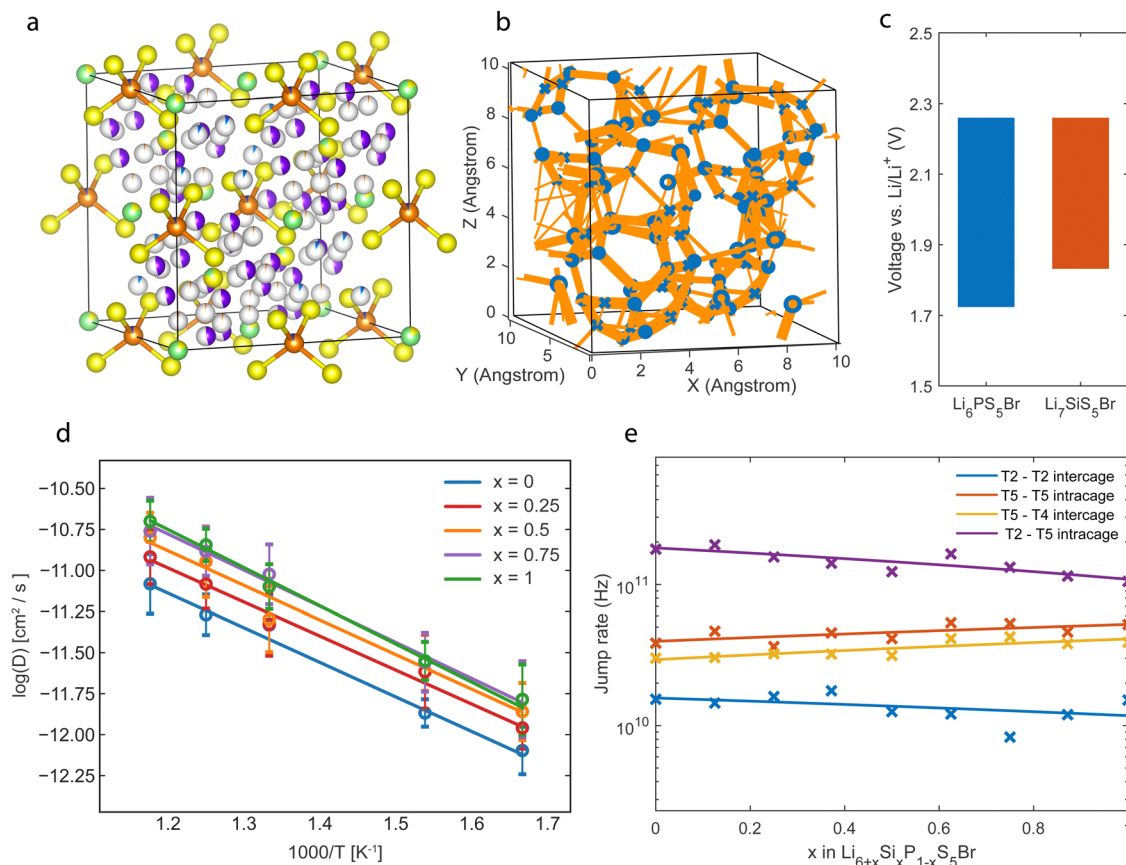 a
b
c
10
8
6
4
2
0
Z (Angstrom)
10
5
Y (Angstrom)
0
2
4
6
8
10
X (Angstrom)
2.5
2.3
2.1
1.9
1.7
1.5
Voltage vs. Li/Li⁺ (V)
Li₆PS₅Br
Li₇SiS₅Br
d
−10.50
−10.75
−11.00
−11.25
−11.50
−11.75
−12.00
−12.25
log(D) [cm² / s]
x = 0
x = 0.25
x = 0.5
x = 0.75
x = 1
1.2
1.3
1.4
1.5
1.6
1.7
1000/T [K⁻¹]
e
T2 - T2 intercage
T5 - T5 intracage
T5 - T4 intercage
T2 - T5 intracage
10¹¹
10¹⁰
Jump rate (Hz)
0
0.2
0.4
0.6
0.8
x in Li₆₊ₓSiₓP₁₋ₓS₅Br